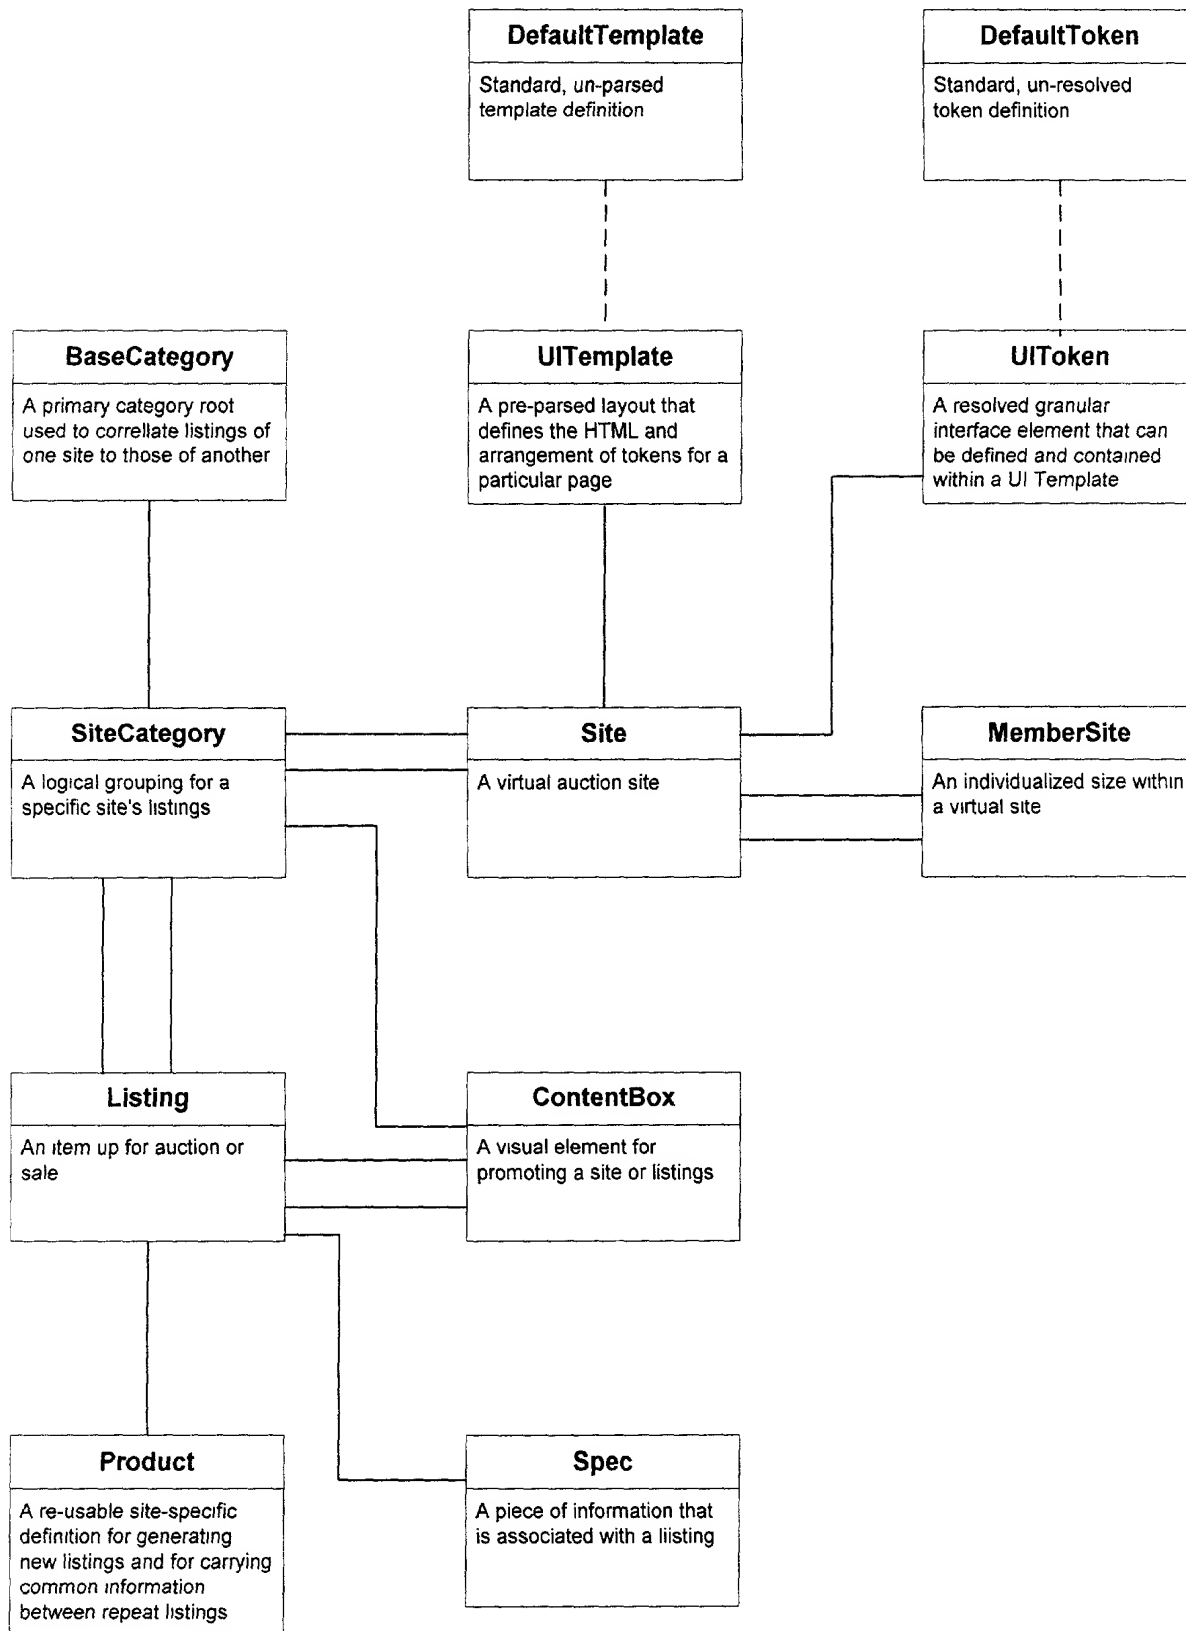 DefaultTemplate
Standard, un-parsed
template definition
DefaultToken
Standard, un-resolved
token definition
BaseCategory
A primary category root
used to correllate listings of
one site to those of another
UITemplate
A pre-parsed layout that
defines the HTML and
arrangement of tokens for a
particular page
UIToken
A resolved granular
interface element that can
be defined and contained
within a UI Template
SiteCategory
A logical grouping for a
specific site's listings
Site
A virtual auction site
MemberSite
An individualized size within
a virtual site
Listing
An item up for auction or
sale
ContentBox
A visual element for
promoting a site or listings
Product
A re-usable site-specific
definition for generating
new listings and for carrying
common information
between repeat listings
Spec
A piece of information that
is associated with a liisting